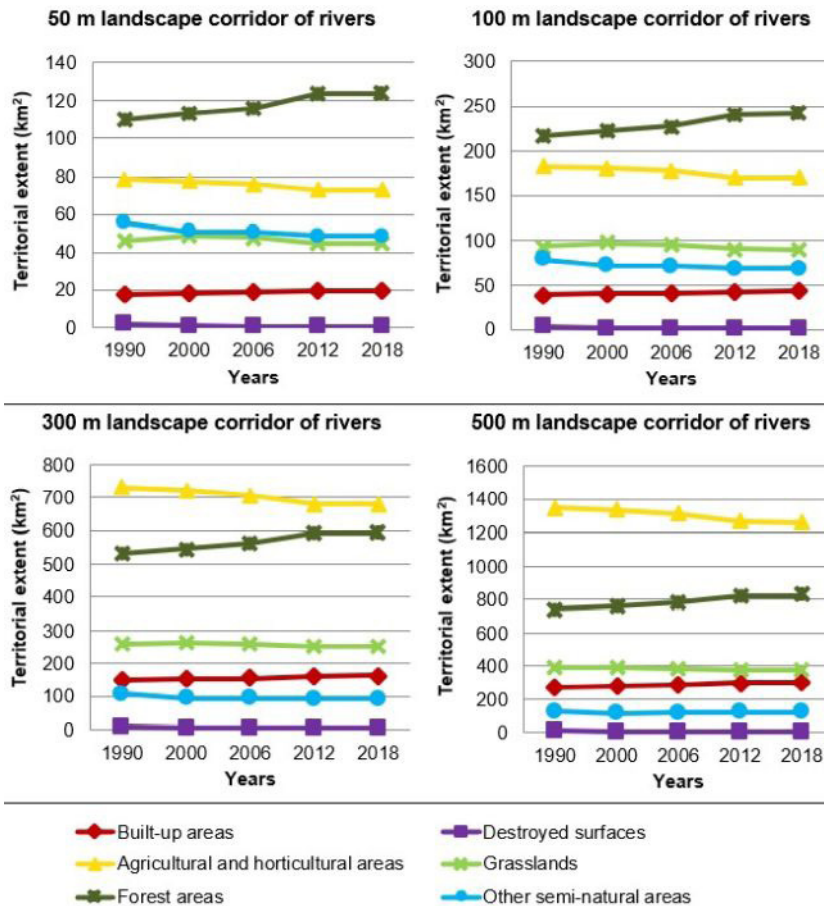 50 m landscape corridor of rivers
Territorial extent (km²)
140
120
100
80
60
40
20
0
1990 2000 2006 2012 2018
Years
100 m landscape corridor of rivers
Territorial extent (km²)
300
250
200
150
100
50
0
1990 2000 2006 2012 2018
Years
300 m landscape corridor of rivers
Territorial extent (km²)
800
700
600
500
400
300
200
100
0
1990 2000 2006 2012 2018
Years
500 m landscape corridor of rivers
Territorial extent (km²)
1600
1400
1200
1000
800
600
400
200
0
1990 2000 2006 2012 2018
Years
Built-up areas
Destroyed surfaces
Agricultural and horticultural areas
Grasslands
Forest areas
Other semi-natural areas